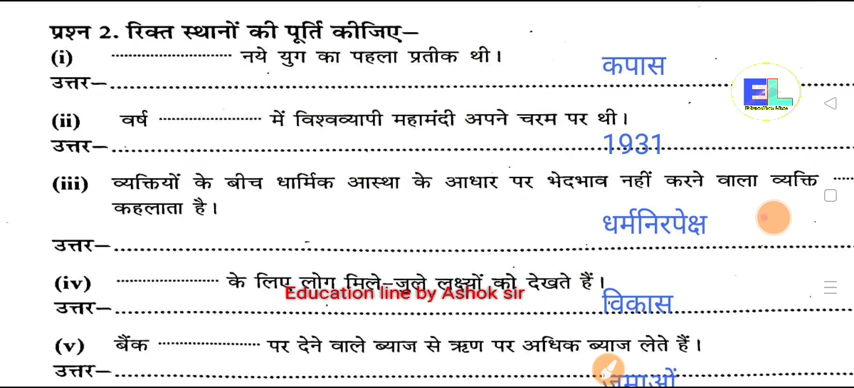 प्रश्न 2. रिक्त स्थानों की पूर्ति कीजिए–
(i) ........................ नये युग का पहला प्रतीक थी।
कपास
उत्तर–
EL
(ii) वर्ष ..................... में विश्वव्यापी महामंदी अपने चरम पर थी।
उत्तर– 1931
(iii) व्यक्तियों के बीच धार्मिक आस्था के आधार पर भेदभाव नहीं करने वाला व्यक्ति .....
कहलाता है।
धर्मनिरपेक्ष
उत्तर–
(iv) ..................... के लिए लोग मिले-जुले लक्ष्यों को देखते हैं।
Education line by Ashok sir
उत्तर– विकास
(v) बैंक ..................... पर देने वाले ब्याज से ऋण पर अधिक ब्याज लेते हैं।
उत्तर– जमाओं